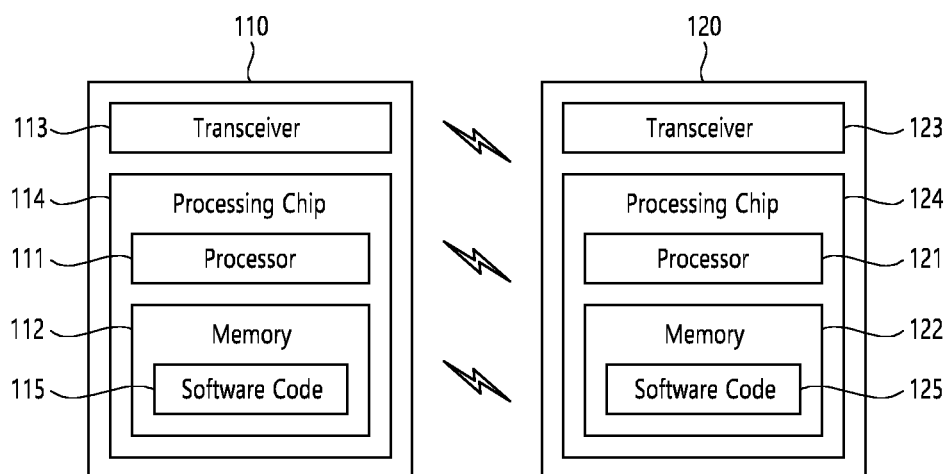 110
120
113
Transceiver
Transceiver
123
114
Processing Chip
Processing Chip
124
111
Processor
Processor
121
112
Memory
Memory
122
115
Software Code
Software Code
125